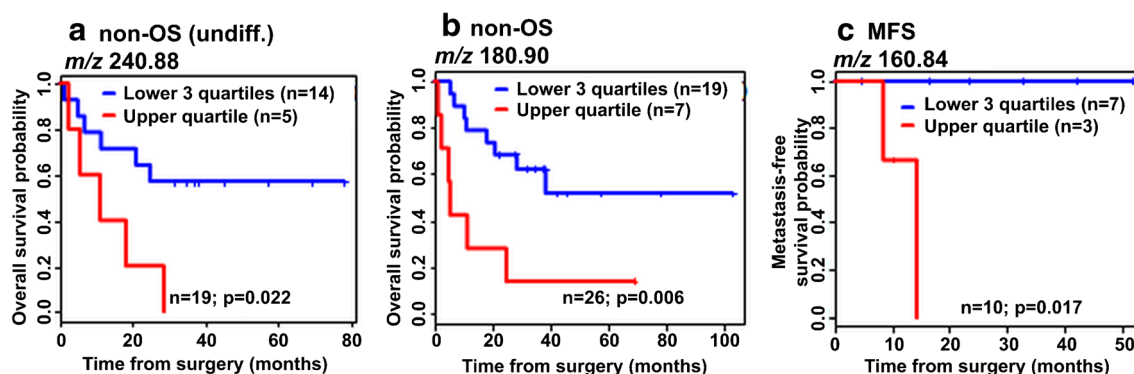 a non-OS (undiff.)
m/z 240.88
Overall survival probability
1.0
0.8
0.6
0.4
0.2
0.0
Lower 3 quartiles (n=14)
Upper quartile (n=5)
n=19; p=0.022
0 20 40 60 80
Time from surgery (months)
b non-OS
m/z 180.90
Overall survival probability
1.0
0.8
0.6
0.4
0.2
0.0
Lower 3 quartiles (n=19)
Upper quartile (n=7)
n=26; p=0.006
0 20 40 60 80 100
Time from surgery (months)
c MFS
m/z 160.84
Metastasis-free
survival probability
1.0
0.8
0.6
0.4
0.2
0.0
Lower 3 quartiles (n=7)
Upper quartile (n=3)
n=10; p=0.017
0 10 20 30 40 50
Time from surgery (months)